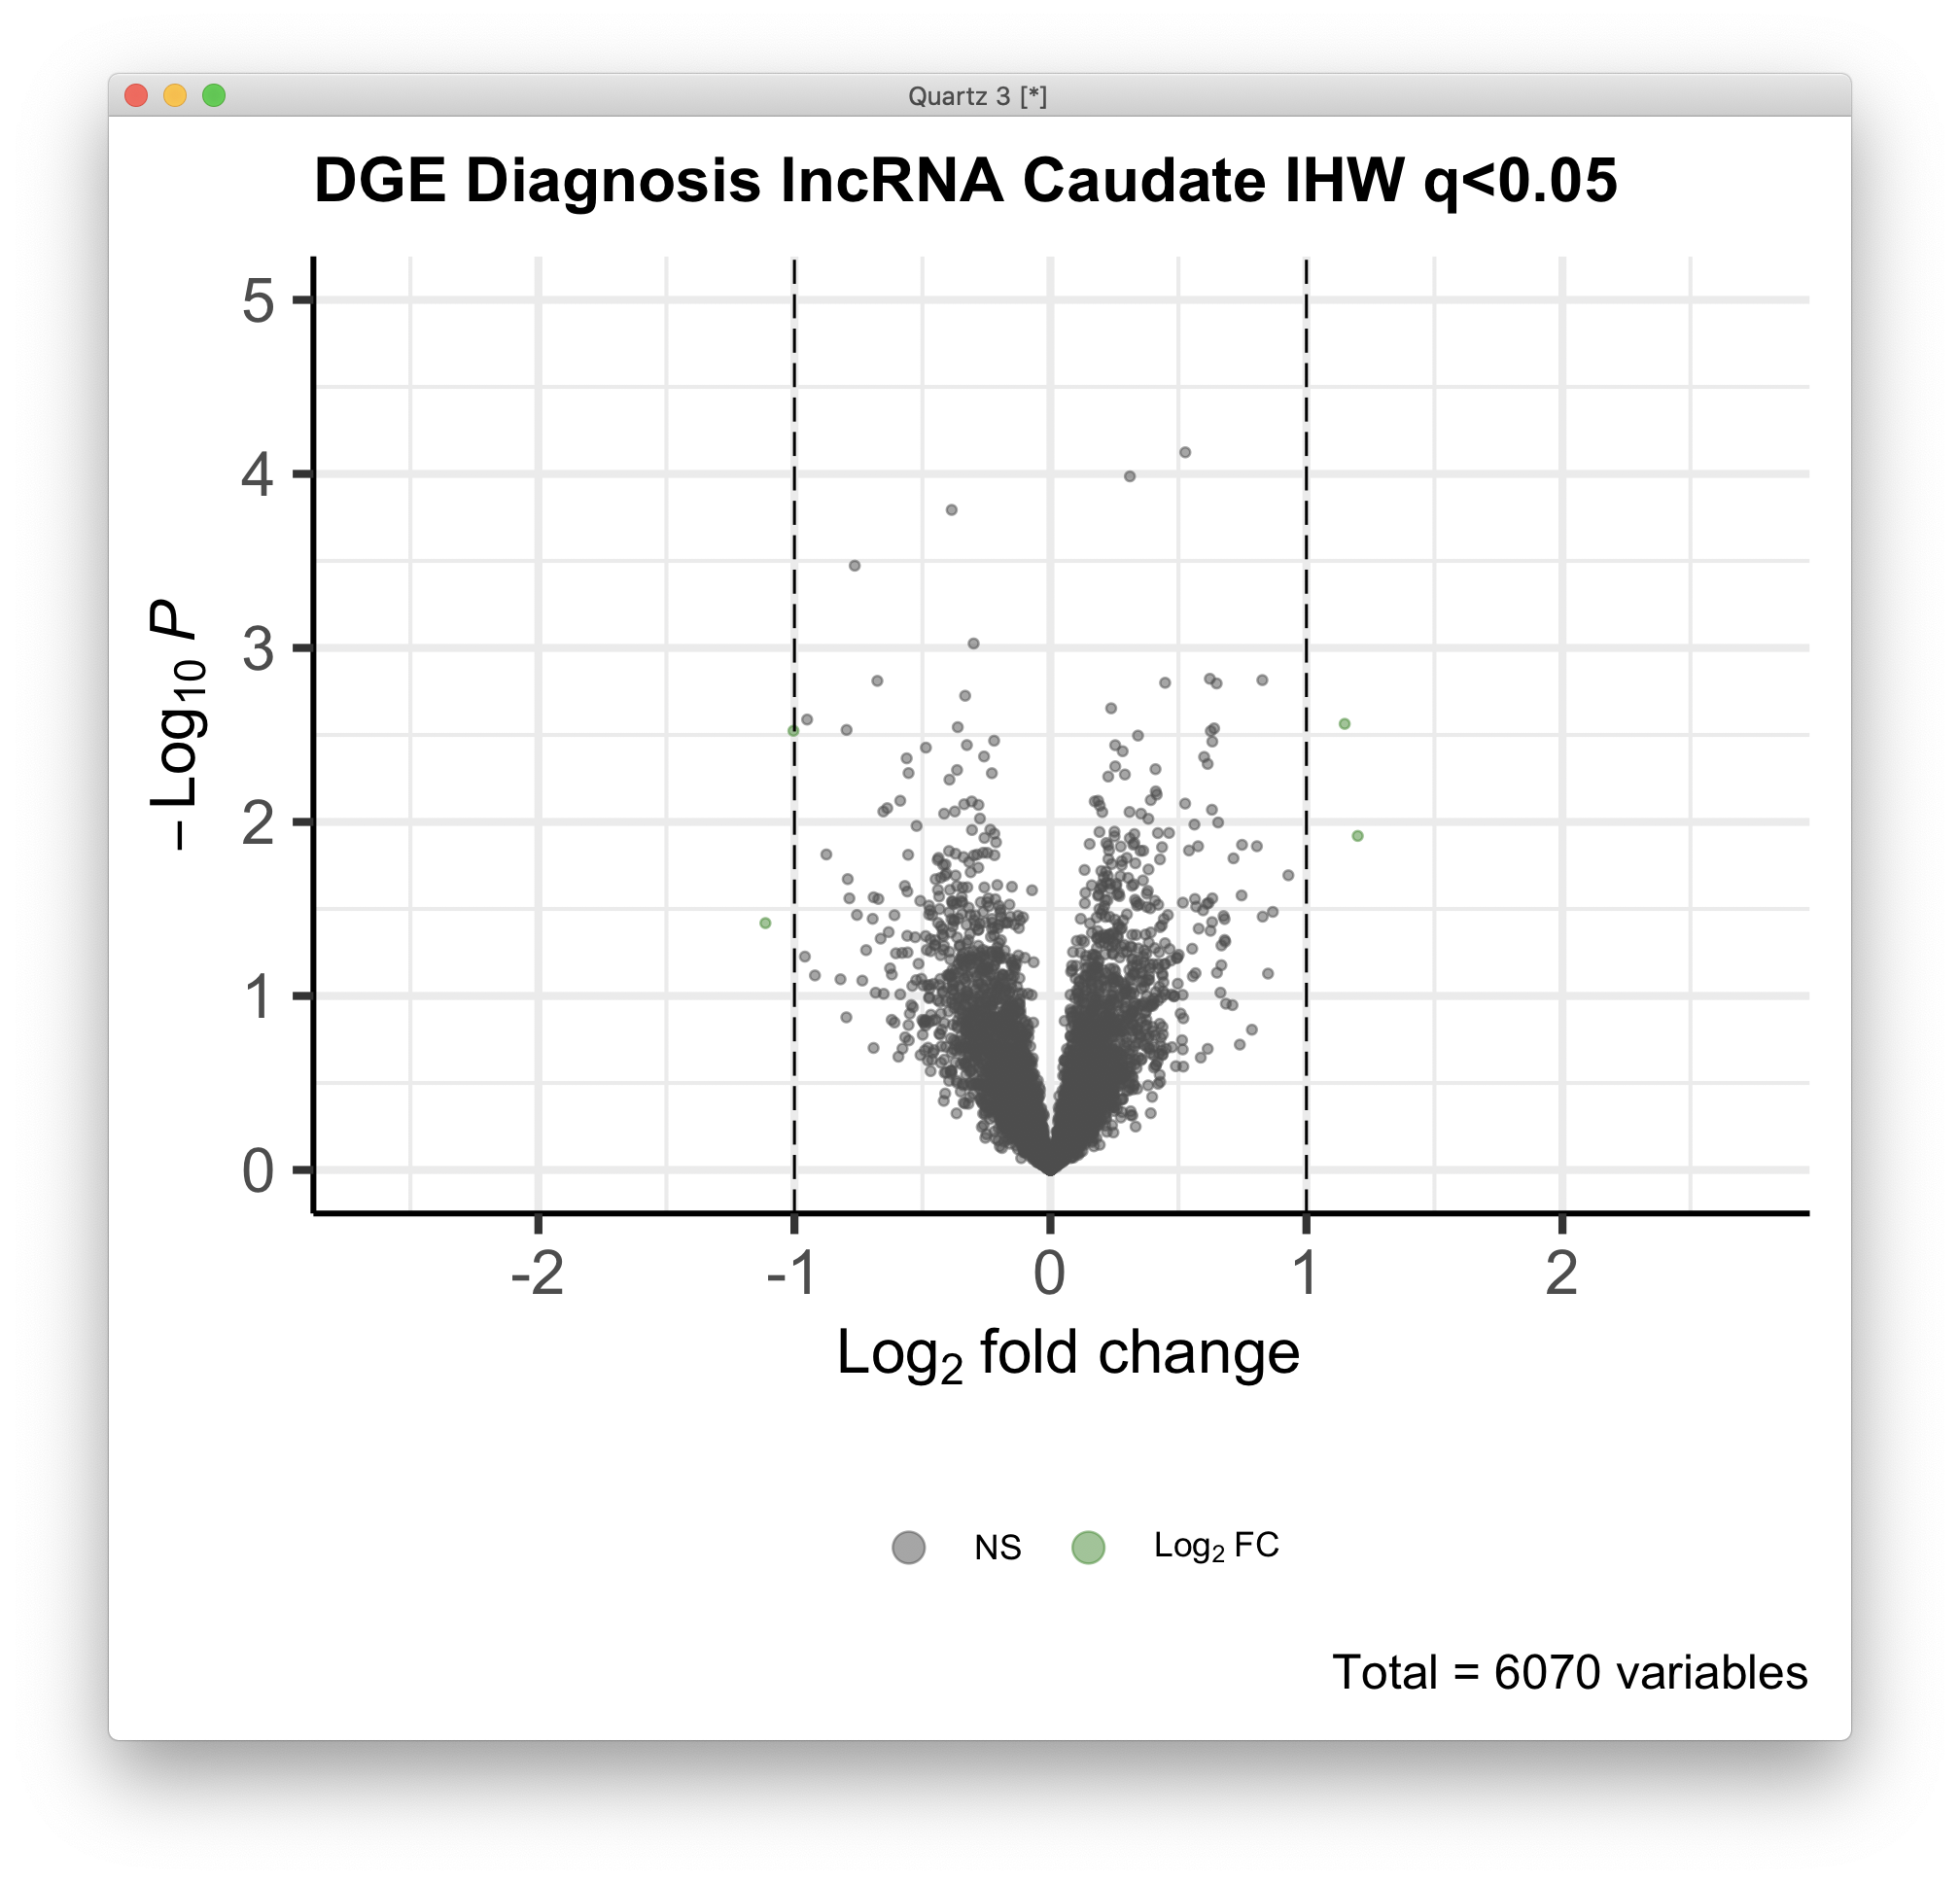 Quartz 3 [*]
DGE Diagnosis lncRNA Caudate IHW q<0.05
5
4
3
2
1
0
−Log10 P
-2 -1 0 1 2
Log2 fold change
NS Log2 FC
Total = 6070 variables